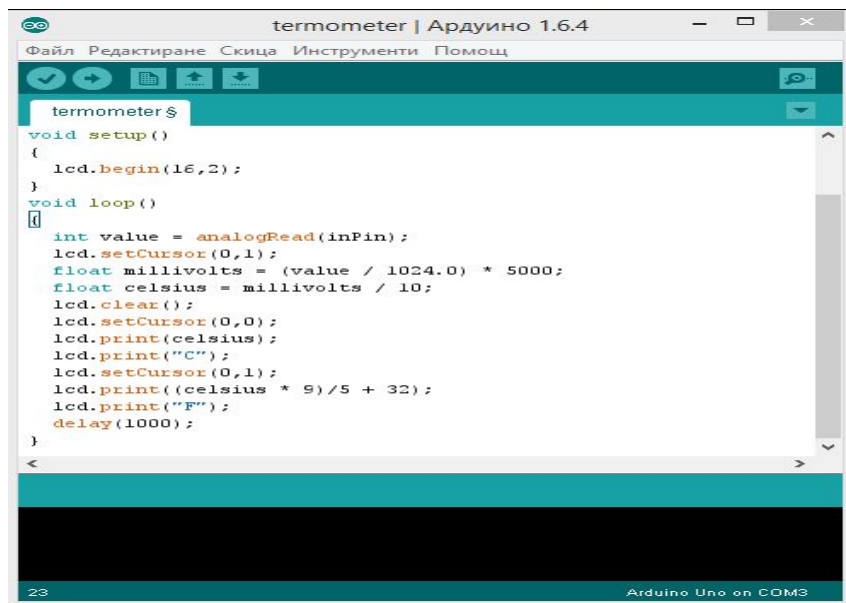 termometer | Ардуино 1.6.4
Файл Редактиране Скица Инструменти Помощ
termometer §
void setup()
{
  lcd.begin(16,2);
}
void loop()
{
  int value = analogRead(inPin);
  lcd.setCursor(0,1);
  float millivolts = (value / 1024.0) * 5000;
  float celsius = millivolts / 10;
  lcd.clear();
  lcd.setCursor(0,0);
  lcd.print(celsius);
  lcd.print("C");
  lcd.setCursor(0,1);
  lcd.print((celsius * 9)/5 + 32);
  lcd.print("F");
  delay(1000);
}
23 Arduino Uno on COM3